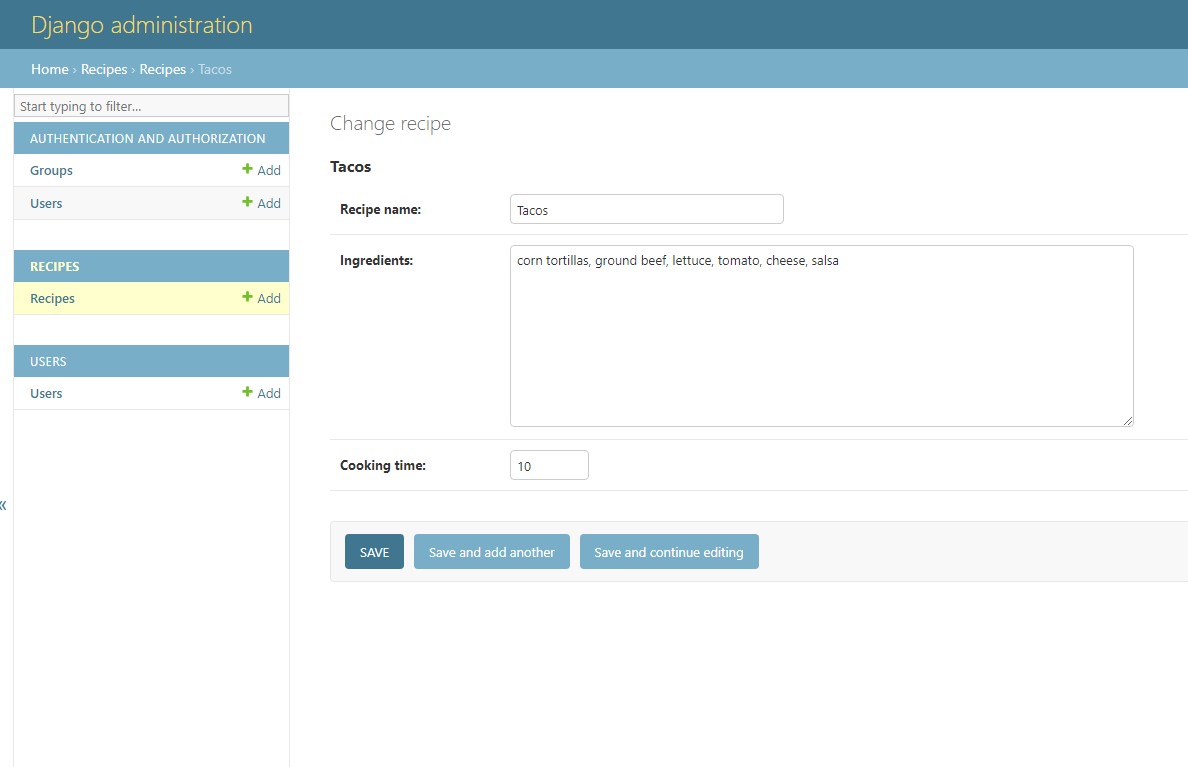 Django administration
Home › Recipes › Recipes › Tacos
Start typing to filter...
AUTHENTICATION AND AUTHORIZATION
Groups + Add
Users + Add
RECIPES
Recipes + Add
USERS
Users + Add
«
Change recipe
Tacos
Recipe name: Tacos
Ingredients: corn tortillas, ground beef, lettuce, tomato, cheese, salsa
Cooking time: 10
SAVE Save and add another Save and continue editing